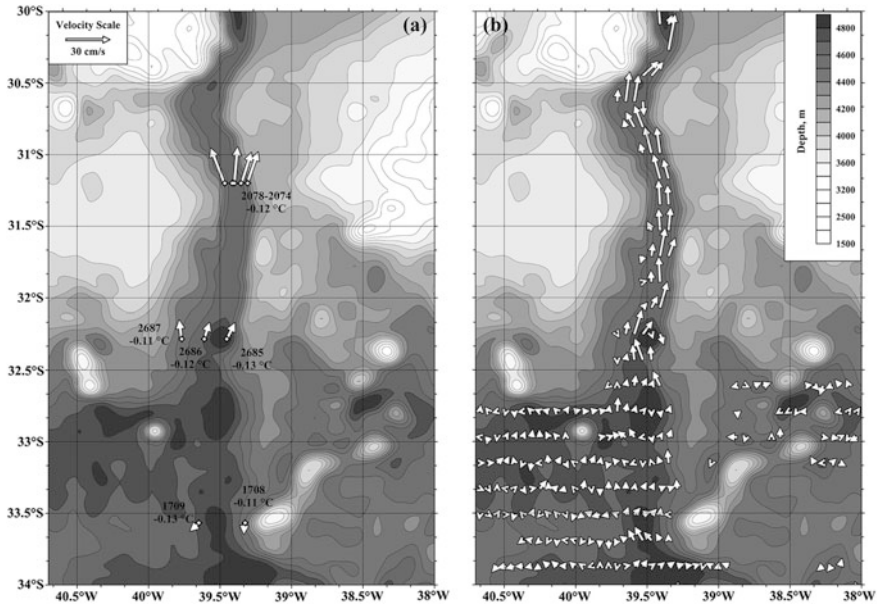 30°S
30.5°S
31°S
31.5°S
32°S
32.5°S
33°S
33.5°S
34°S
Velocity Scale
30 cm/s
(a)
2078-2074
-0.12 °C
2687
-0.11 °C
2686
-0.12 °C
2685
-0.13 °C
1709
-0.13 °C
1708
-0.11 °C
40.5°W
40°W
39.5°W
39°W
38.5°W
38°W
(b)
Depth, m
4800
4600
4400
4200
4000
3600
3200
2500
1500
40.5°W
40°W
39.5°W
39°W
38.5°W
38°W